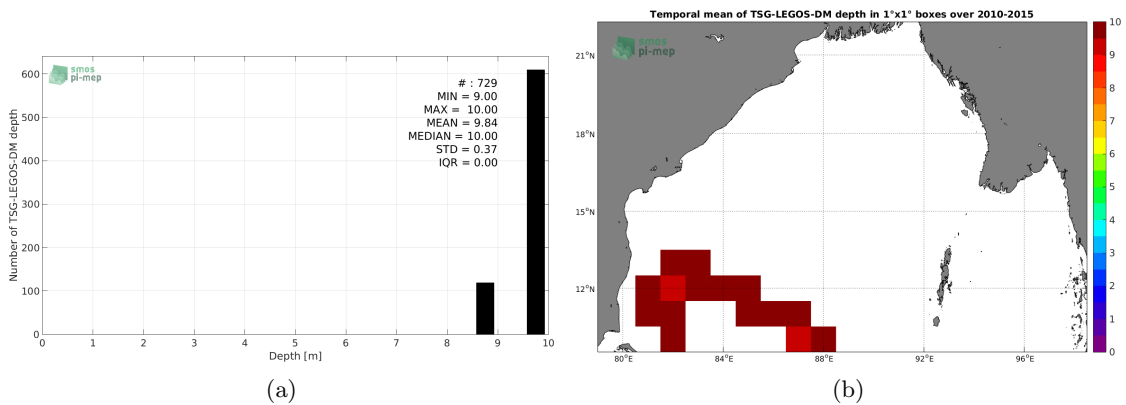 smos
pi-mep
# : 729
MIN = 9.00
MAX = 10.00
MEAN = 9.84
MEDIAN = 10.00
STD = 0.37
IQR = 0.00
Number of TSG-LEGOS-DM depth
600
500
400
300
200
100
0
0 1 2 3 4 5 6 7 8 9 10
Depth [m]
(a)
Temporal mean of TSG-LEGOS-DM depth in 1°x1° boxes over 2010-2015
smos
pi-mep
21°N
18°N
15°N
12°N
80°E 84°E 88°E 92°E 96°E
10
9
8
7
6
5
4
3
2
1
0
(b)